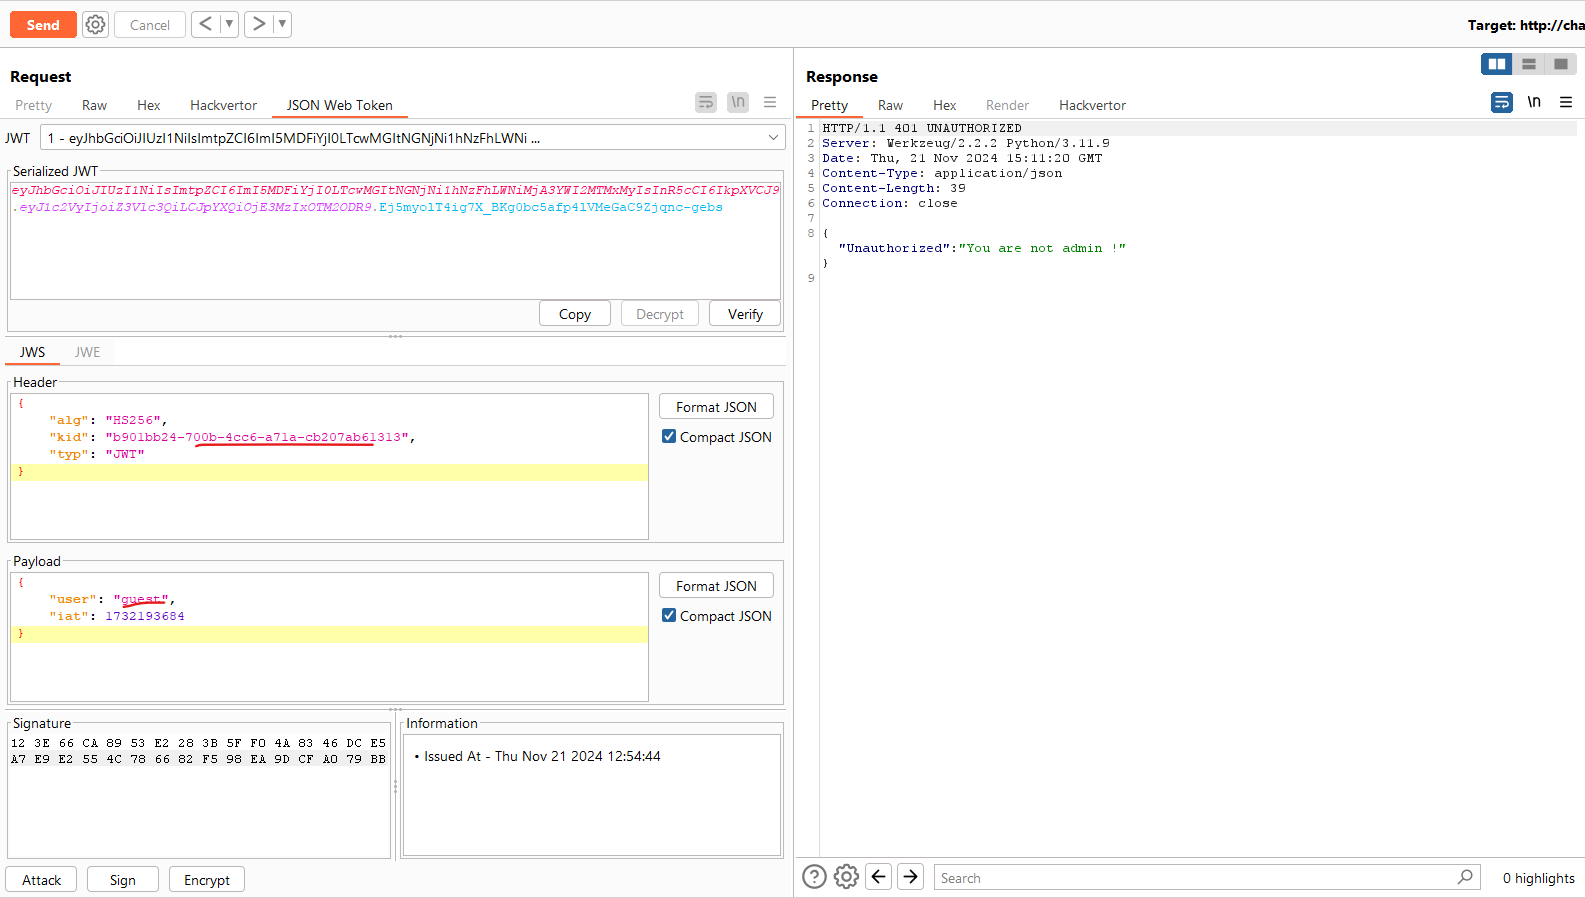 Send
Cancel
Target: http://cha
Request
Pretty Raw Hex Hackvertor JSON Web Token
\n
JWT 1 - eyJhbGciOiJIUzI1NiIsImtpZCI6ImI5MDFiYjI0LTcwMGItNGNjNi1hNzFhLWNi ...
Serialized JWT
eyJhbGciOiJIUzI1NiIsImtpZCI6ImI5MDFiYjI0LTcwMGItNGNjNi1hNzFhLWNiMjA3YWI2MTMxMyIsInR5cCI6IkpXVCJ9
.eyJ1c2VyIjoiZ3Vlc3QiLCJpYXQiOjE3MzIxOTM2ODR9.Ej5myolT4ig7X_BKg0bc5afp4lVMeGaC9Zjqnc-gebs
Copy Decrypt Verify
JWS JWE
Header
{
"alg": "HS256",
"kid": "b901bb24-700b-4cc6-a71a-cb207ab61313",
"typ": "JWT"
}
Format JSON
Compact JSON
Payload
{
"user": "guest",
"iat": 1732193684
}
Format JSON
Compact JSON
Signature
12 3E 66 CA 89 53 E2 28 3B 5F F0 4A 83 46 DC E5
A7 E9 E2 55 4C 78 66 82 F5 98 EA 9D CF A0 79 BB
Information
• Issued At - Thu Nov 21 2024 12:54:44
Attack Sign Encrypt
Response
Pretty Raw Hex Render Hackvertor
\n
1 HTTP/1.1 401 UNAUTHORIZED
2 Server: Werkzeug/2.2.2 Python/3.11.9
3 Date: Thu, 21 Nov 2024 15:11:20 GMT
4 Content-Type: application/json
5 Content-Length: 39
6 Connection: close
7
8 {
"Unauthorized":"You are not admin !"
}
9
Search
0 highlights